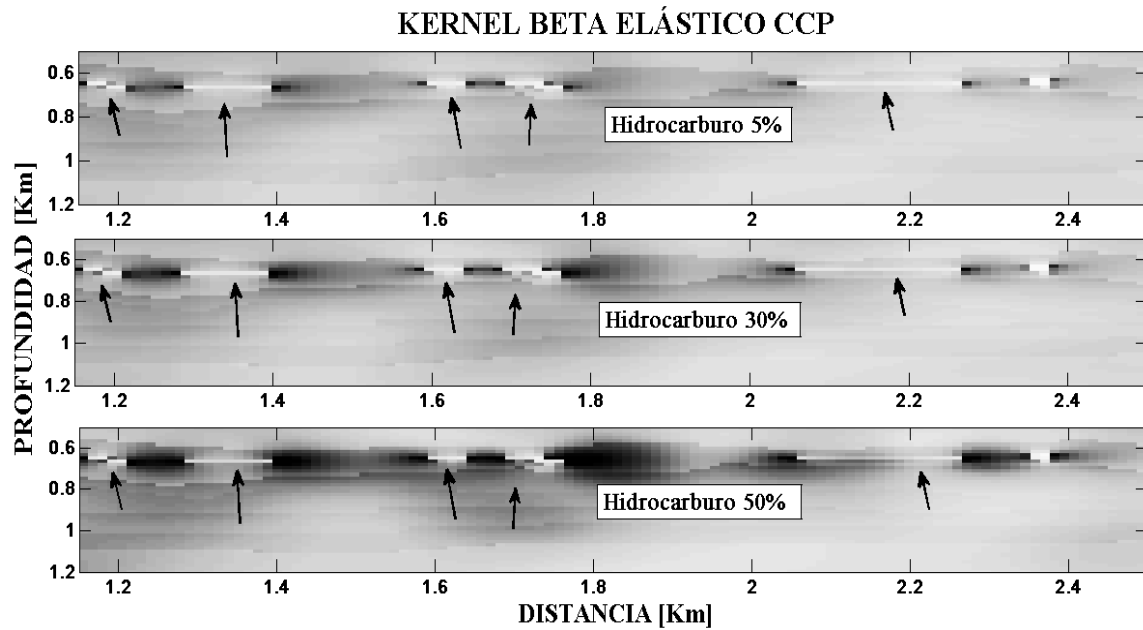 KERNEL BETA ELÁSTICO CCP
PROFUNDIDAD [Km]
0.6
0.8
1
1.2
Hidrocarburo 5%
1.2 1.4 1.6 1.8 2 2.2 2.4
0.6
0.8
1
1.2
Hidrocarburo 30%
1.2 1.4 1.6 1.8 2 2.2 2.4
0.6
0.8
1
1.2
Hidrocarburo 50%
1.2 1.4 1.6 1.8 2 2.2 2.4
DISTANCIA [Km]